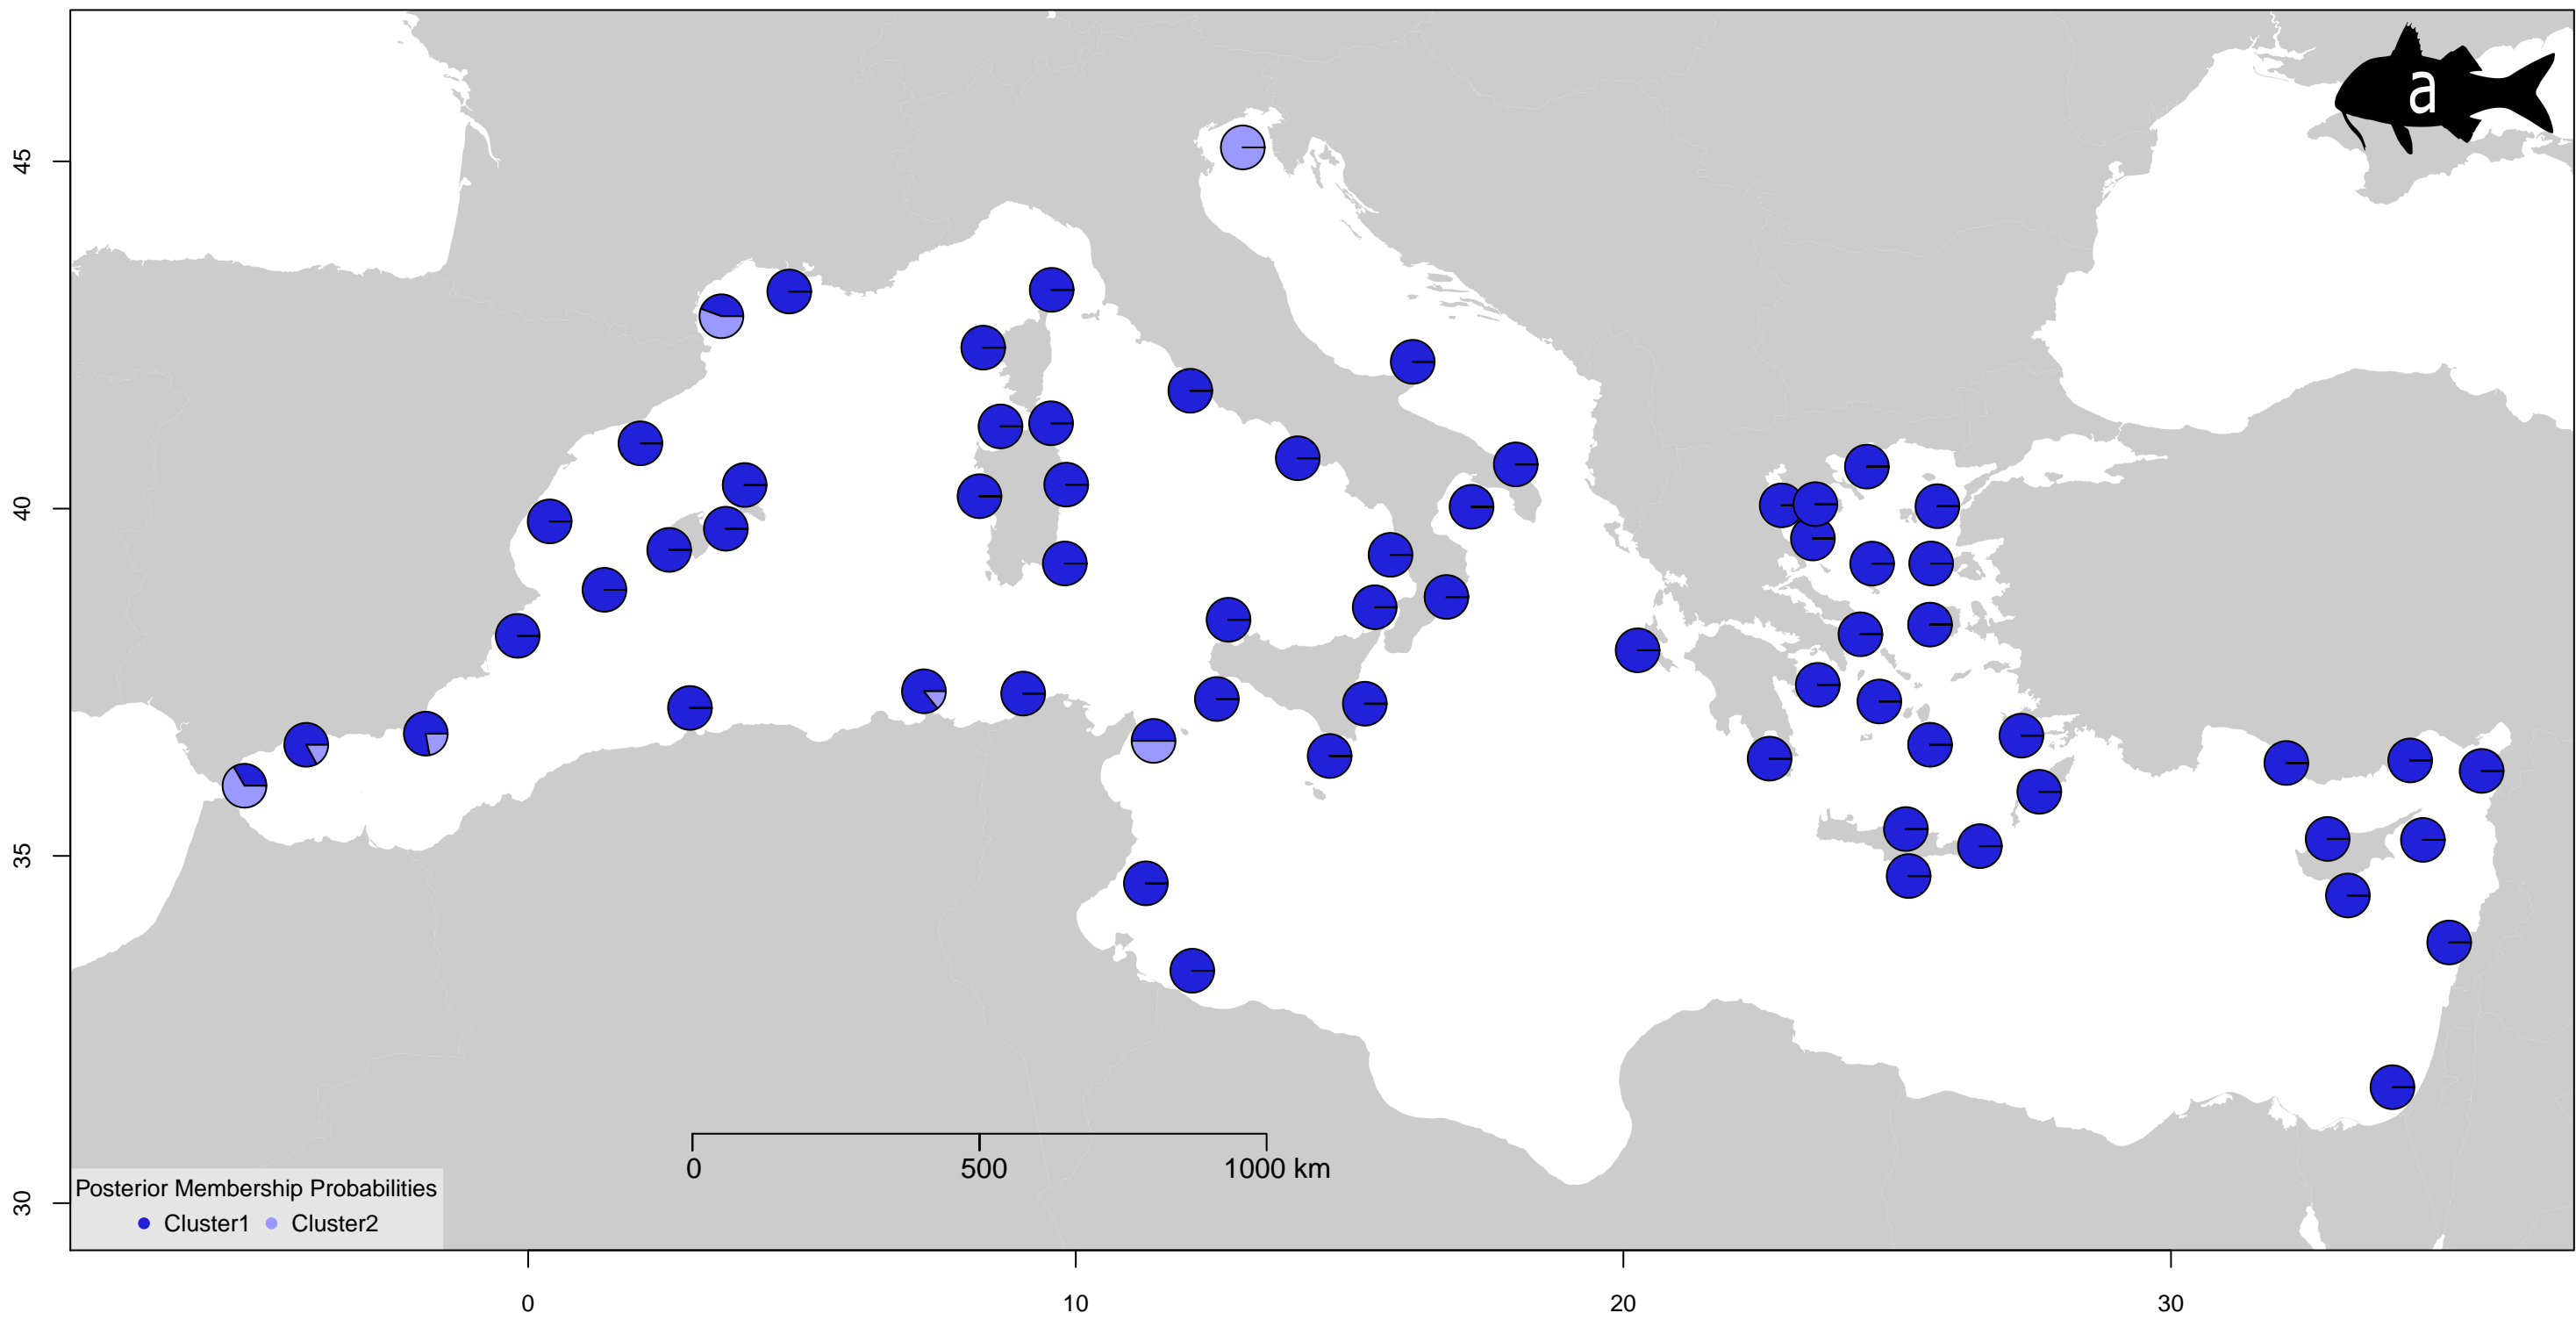 a
45
40
35
30
0 500 1000 km
Posterior Membership Probabilities
Cluster1 Cluster2
0 10 20 30